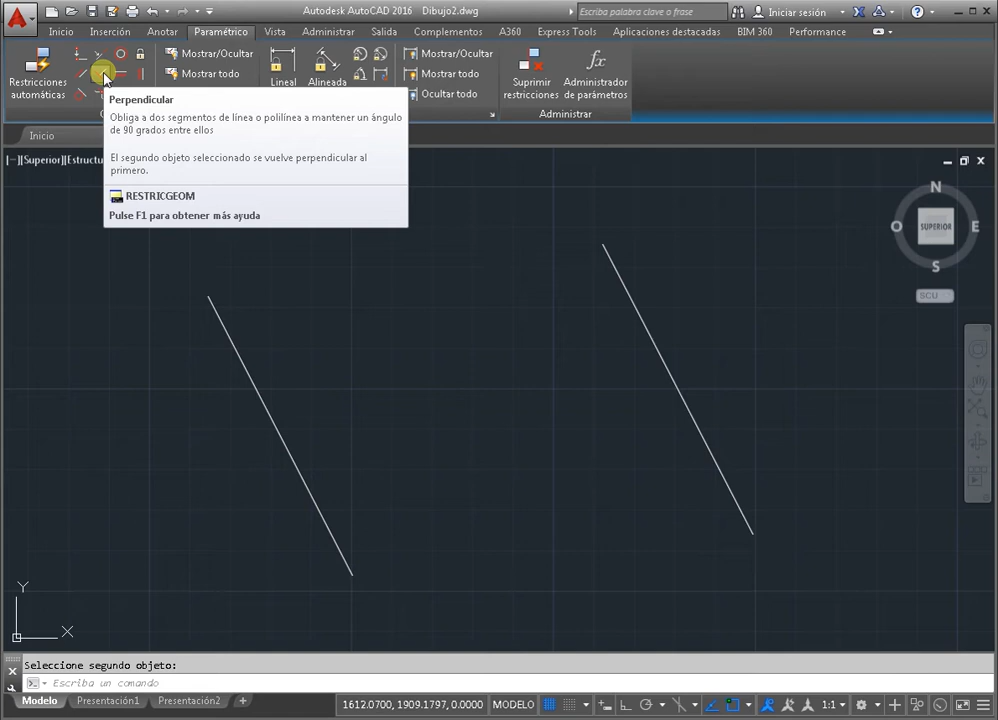 Autodesk AutoCAD 2016 Dibujo2.dwg
Escriba palabra clave o frase
Iniciar sesión
Inicio Inserción Anotar Paramétrico Vista Administrar Salida Complementos A360 Express Tools Aplicaciones destacadas BIM 360 Performance
Restricciones automáticas
Mostrar/Ocultar
Mostrar todo
Lineal
Alineada
Mostrar/Ocultar
Mostrar todo
Ocultar todo
Suprimir restricciones
Administrador de parámetros
Administrar
Perpendicular
Obliga a dos segmentos de línea o polilínea a mantener un ángulo
de 90 grados entre ellos
El segundo objeto seleccionado se vuelve perpendicular al
primero.
RESTRICGEOM
Pulse F1 para obtener más ayuda
Inicio
[−][Superior][Estructu
N
O SUPERIOR E
S
SCU
Y
X
Seleccione segundo objeto:
Escriba un comando
Modelo Presentación1 Presentación2 +
1612.0700, 1909.1797, 0.0000 MODELO 1:1